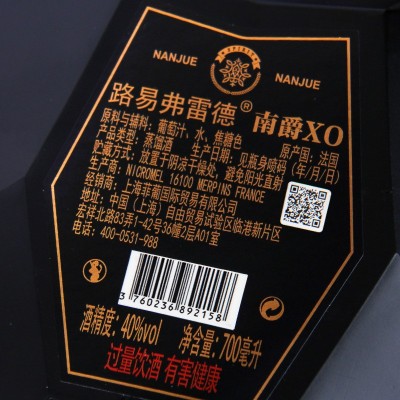 NANJUE
SPIRIT
NANJUE
路易弗雷德® 南爵XO
原料与辅料：葡萄汁、水、焦糖色
产品类型：蒸馏酒 生产日期：见瓶身喷码 原产国：法国
贮藏方式：放置于阴凉干燥处，避免阳光直射 (年/月/日)
生产商：NICROMEL 16100 MERPINS FRANCE
经销商：上海菲葡国际贸易有限公司
地址：中国（上海）自由贸易试验区临港新片区
宏祥北路83弄1-42号36幢2层A01室
电话：400-0531-988
3 760236 892158
酒精度：40%vol 净含量：700毫升
过量饮酒 有害健康